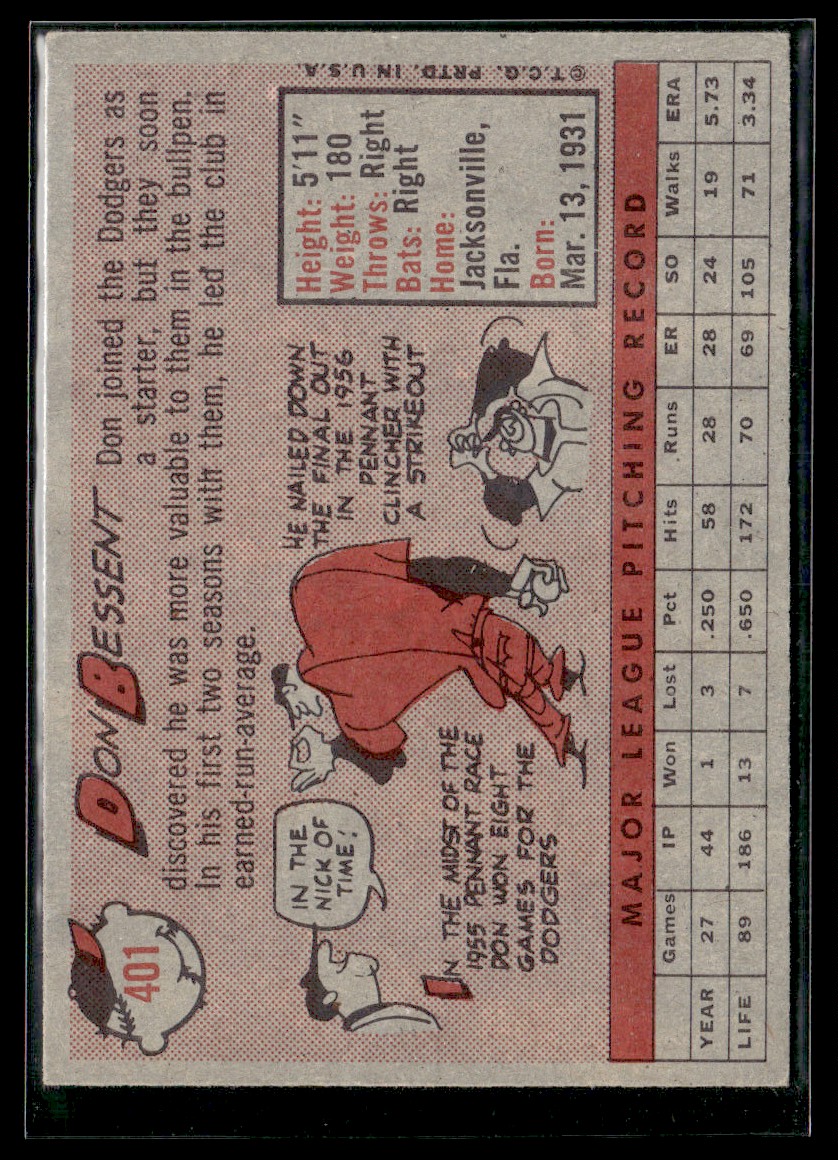 401
DON BESSENT Don joined the Dodgers as
a starter, but they soon
discovered he was more valuable to them in the bullpen.
In his first two seasons with them, he led the club in
earned-run-average.
IN THE
NICK OF
TIME!
IN THE MIDST OF THE
1955 PENNANT RACE
DON WON EIGHT
GAMES FOR THE
DODGERS
HE NAILED DOWN
THE FINAL OUT
IN THE 1956
PENNANT
CLINCHER WITH
A STRIKEOUT
Height: 5'11"
Weight: 180
Throws: Right
Bats: Right
Home:
Jacksonville,
Fla.
Born:
Mar. 13, 1931
© T.C.G. PRTD. IN U.S.A.
MAJOR LEAGUE PITCHING RECORD
Games IP Won Lost Pct Hits Runs ER SO Walks ERA
YEAR 27 44 1 3 .250 58 28 28 24 19 5.73
LIFE 89 186 13 7 .650 172 70 69 105 71 3.34